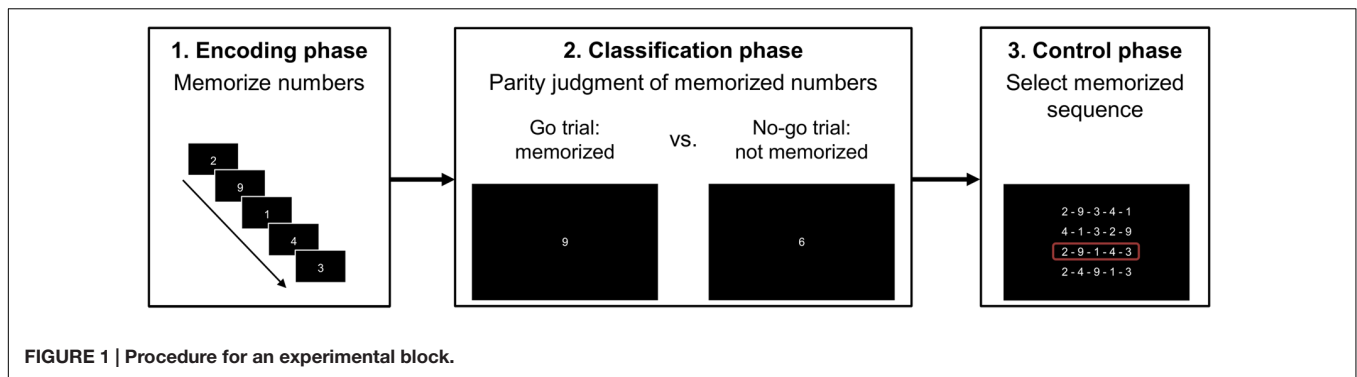 1. Encoding phase
Memorize numbers
2
9
1
4
3
2. Classification phase
Parity judgment of memorized numbers
Go trial:
memorized
vs.
No-go trial:
not memorized
9
6
3. Control phase
Select memorized
sequence
2 - 9 - 3 - 4 - 1
4 - 1 - 3 - 2 - 9
2 - 9 - 1 - 4 - 3
2 - 4 - 9 - 1 - 3
FIGURE 1 | Procedure for an experimental block.